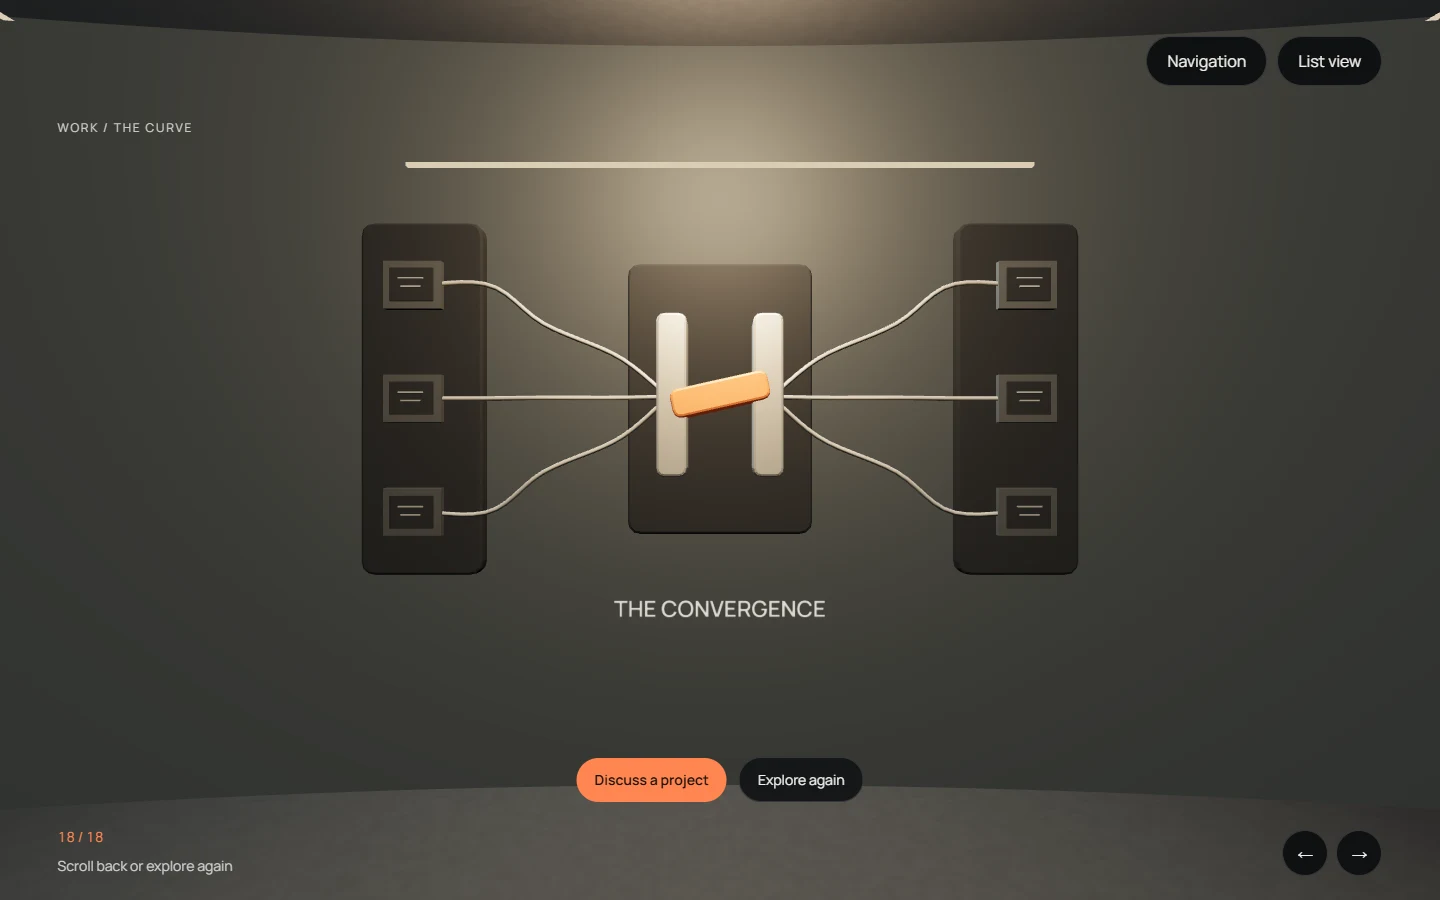 Navigation
List view
WORK / THE CURVE
THE CONVERGENCE
Discuss a project
Explore again
18 / 18
Scroll back or explore again
← →